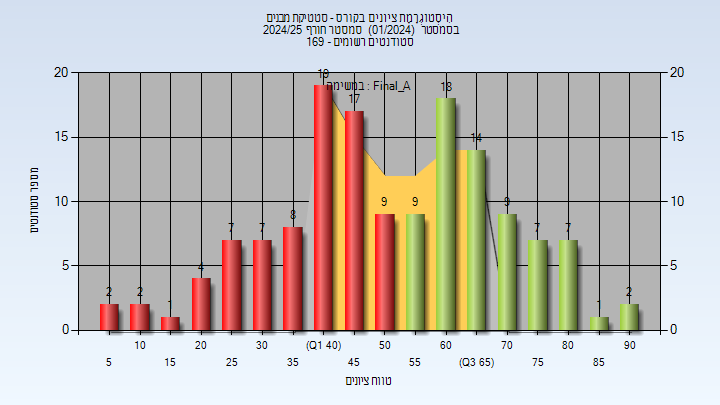 היסטוגרמת ציונים בקורס - סטטיקת מבנים
בסמסטר (01/2024) סמסטר חורף 2024/25
סטודנטים רשומים - 169
במשימה : Final_A
20
15
10
5
0
20
15
10
5
0
מספר סטודנטים
2 2 1 4 7 7 8 19 17 9 9 18 14 9 7 7 1 2
10 20 30 (Q1 40) 50 60 70 80 90
5 15 25 35 45 55 (Q3 65) 75 85
טווח ציונים